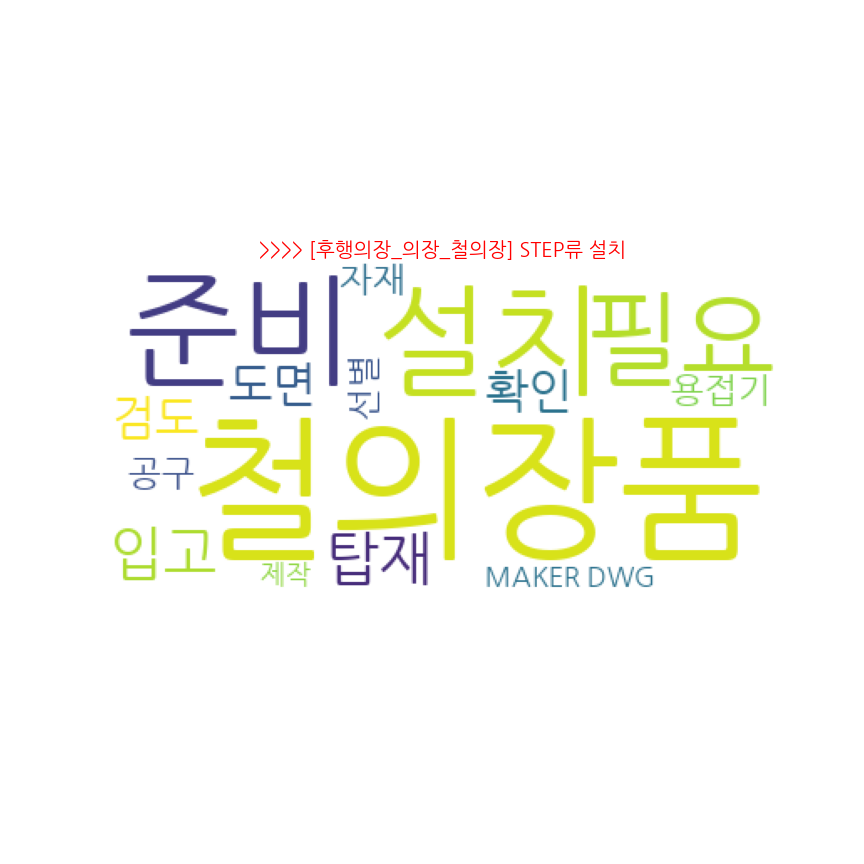 >>>> [후행의장_의장_철의장] STEP류 설치
자재
준비
설치
필요
도면
선별
확인
용접기
검도
철의장품
공구
입고
탑재
제작
MAKER DWG